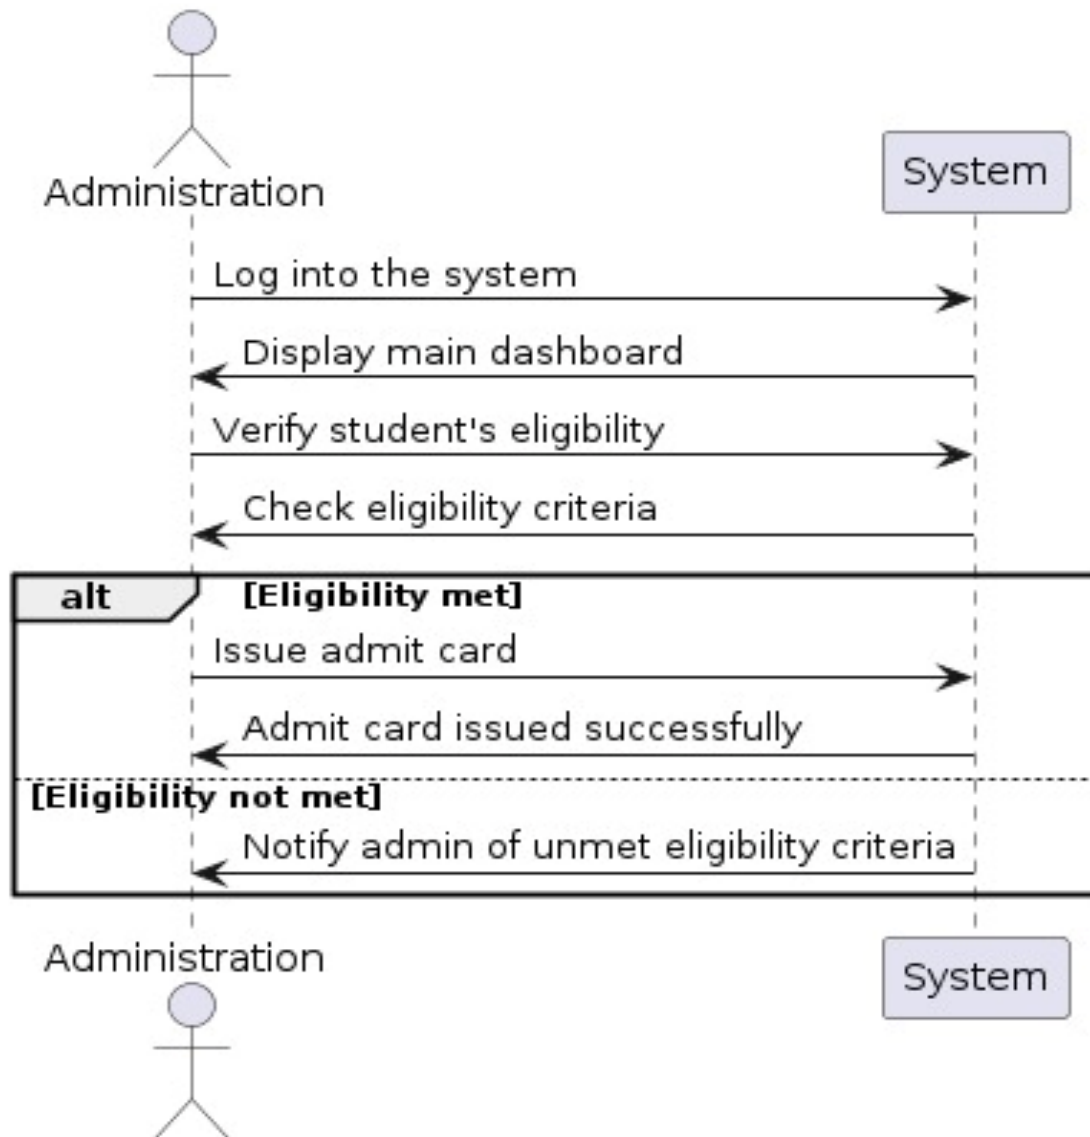 Administration
System
Log into the system
Display main dashboard
Verify student's eligibility
Check eligibility criteria
alt [Eligibility met]
Issue admit card
Admit card issued successfully
[Eligibility not met]
Notify admin of unmet eligibility criteria
Administration
System